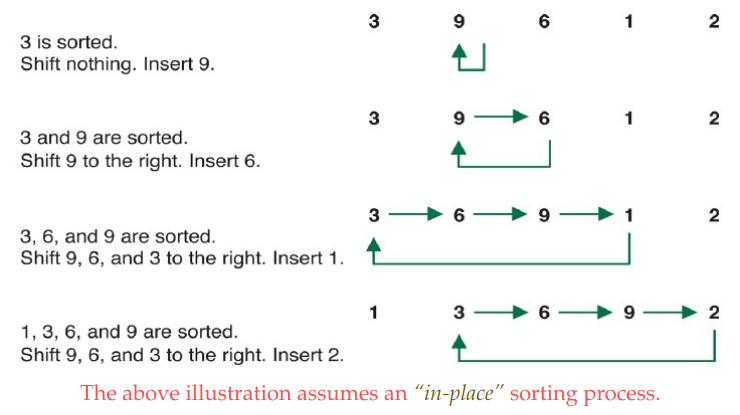 3 9 6 1 2
3 is sorted.
Shift nothing. Insert 9.
3 9 6 1 2
3 and 9 are sorted.
Shift 9 to the right. Insert 6.
3 6 9 1 2
3, 6, and 9 are sorted.
Shift 9, 6, and 3 to the right. Insert 1.
1 3 6 9 2
1, 3, 6, and 9 are sorted.
Shift 9, 6, and 3 to the right. Insert 2.
The above illustration assumes an “in-place” sorting process.